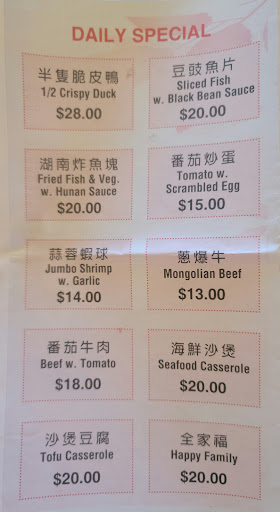 DAILY SPECIAL
半隻脆皮鴨
1/2 Crispy Duck
$28.00
豆豉魚片
Sliced Fish
w. Black Bean Sauce
$20.00
湖南炸魚塊
Fried Fish & Veg.
w. Hunan Sauce
$20.00
番茄炒蛋
Tomato w.
Scrambled Egg
$15.00
蒜蓉蝦球
Jumbo Shrimp
w. Garlic
$14.00
蔥爆牛
Mongolian Beef
$13.00
番茄牛肉
Beef w. Tomato
$18.00
海鮮沙煲
Seafood Casserole
$20.00
沙煲豆腐
Tofu Casserole
$20.00
全家福
Happy Family
$20.00